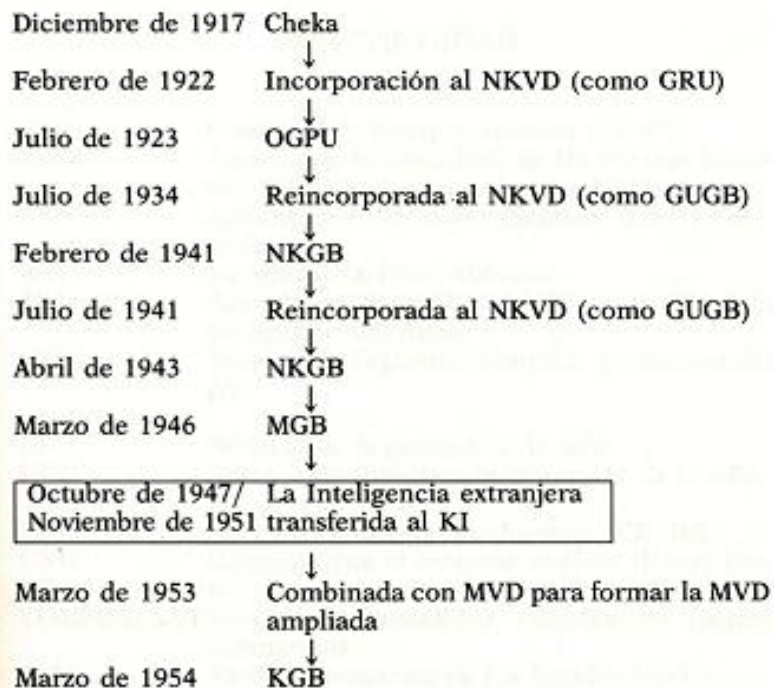 Diciembre de 1917 Cheka
Febrero de 1922 Incorporación al NKVD (como GRU)
Julio de 1923 OGPU
Julio de 1934 Reincorporada al NKVD (como GUGB)
Febrero de 1941 NKGB
Julio de 1941 Reincorporada al NKVD (como GUGB)
Abril de 1943 NKGB
Marzo de 1946 MGB
Octubre de 1947/ La Inteligencia extranjera
Noviembre de 1951 transferida al KI
Marzo de 1953 Combinada con MVD para formar la MVD
ampliada
Marzo de 1954 KGB